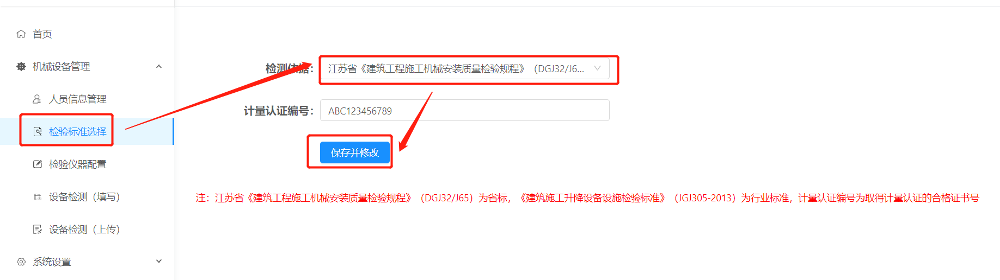 首页
机械设备管理
人员信息管理
检验标准选择
检验仪器配置
设备检测（填写）
设备检测（上传）
系统设置
检测依据： 江苏省《建筑工程施工机械安装质量检验规程》（DGJ32/J6...
计量认证编号： ABC123456789
保存并修改
注：江苏省《建筑工程施工机械安装质量检验规程》（DGJ32/J65）为省标，《建筑施工升降设备设施检验标准》（JGJ305-2013）为行业标准，计量认证编号为取得计量认证的合格证书号